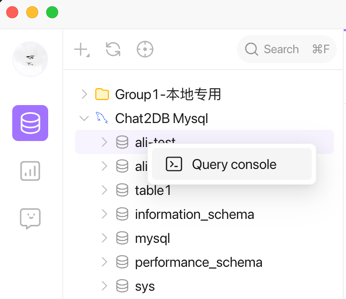 Search ⌘F
Group1-本地专用
Chat2DB Mysql
ali-test
ali
Query console
table1
information_schema
mysql
performance_schema
sys